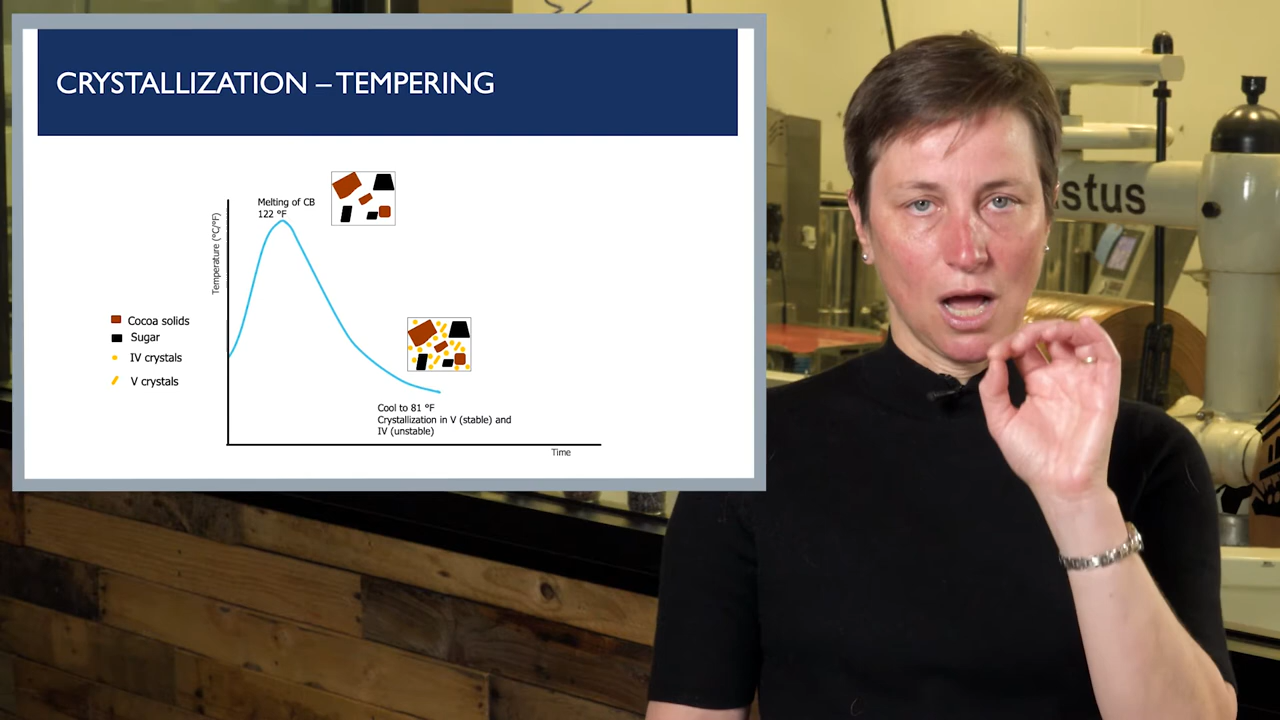 CRYSTALLIZATION – TEMPERING
Melting of CB
122 °F
Temperature (°C/°F)
Cocoa solids
Sugar
IV crystals
V crystals
Cool to 81 °F
Crystallization in V (stable) and
IV (unstable)
Time